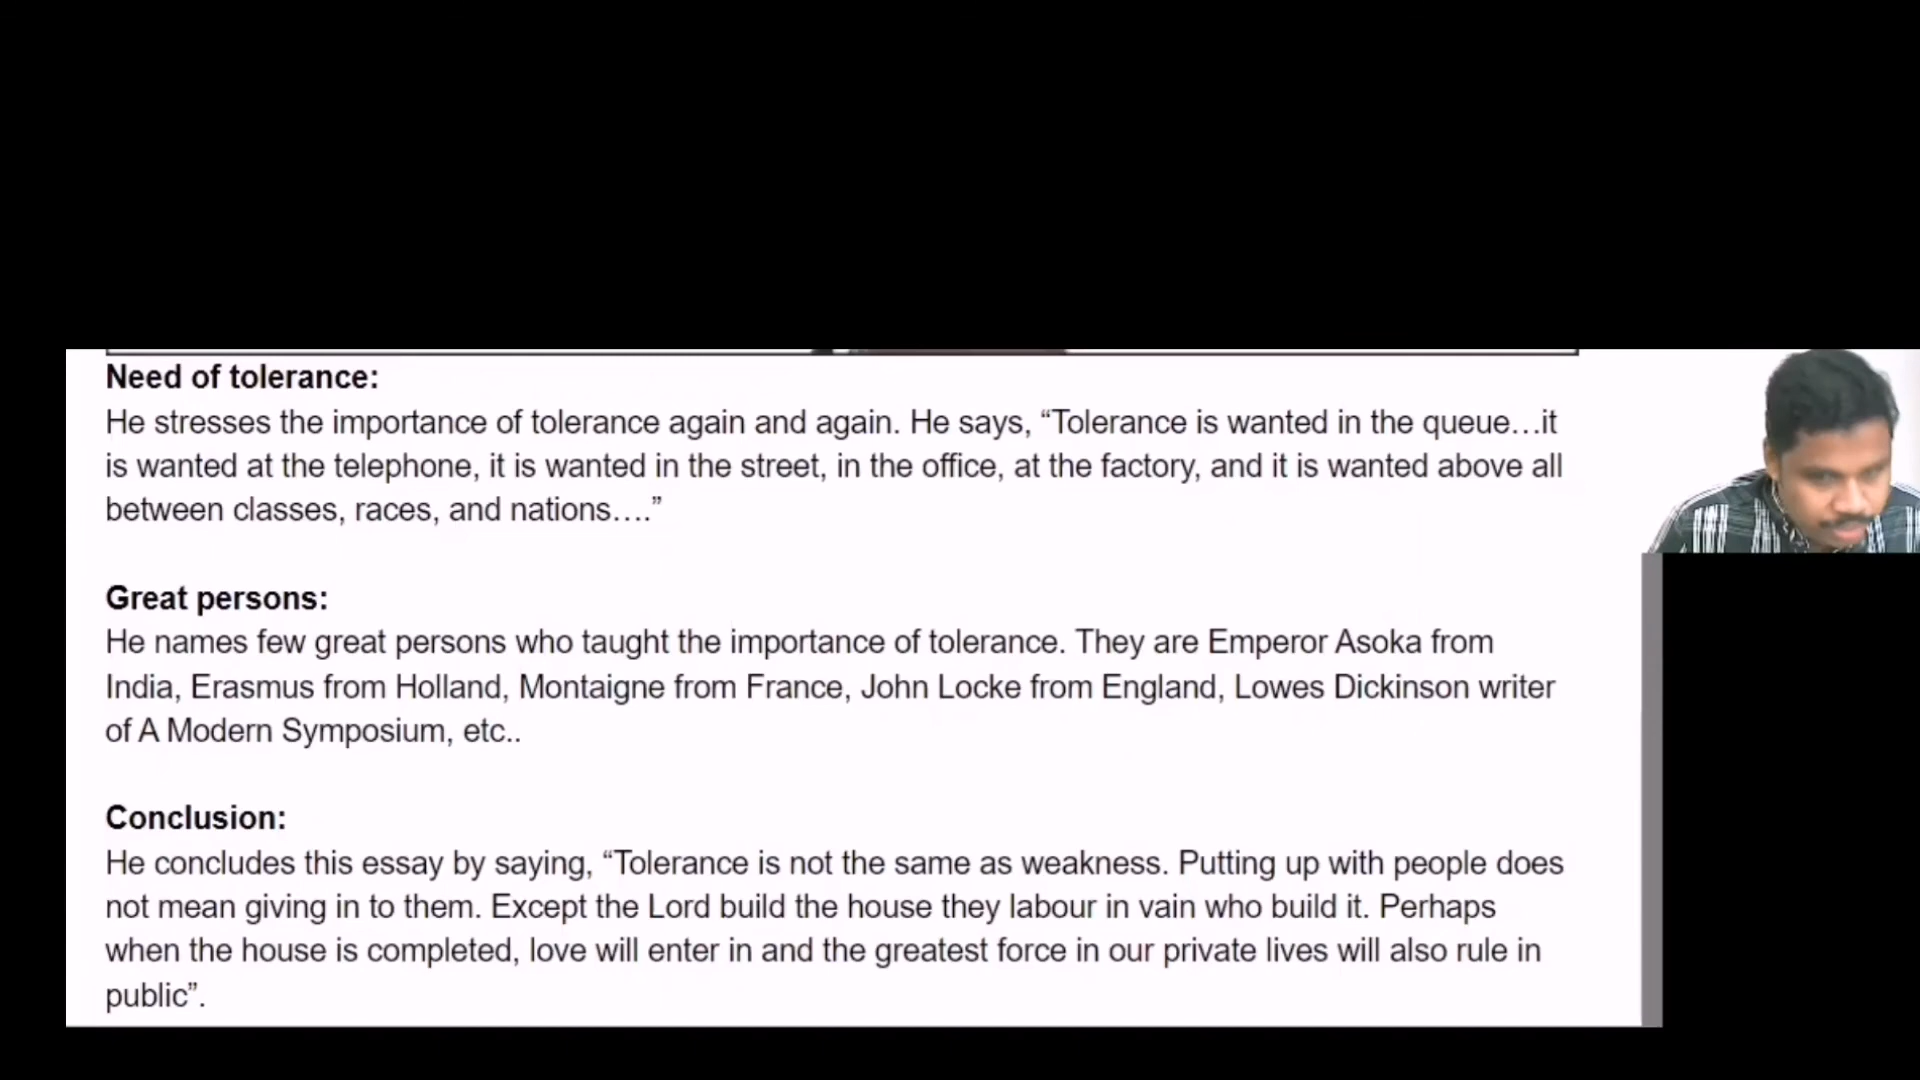 Need of tolerance:
He stresses the importance of tolerance again and again. He says, “Tolerance is wanted in the queue…it
is wanted at the telephone, it is wanted in the street, in the office, at the factory, and it is wanted above all
between classes, races, and nations….”
Great persons:
He names few great persons who taught the importance of tolerance. They are Emperor Asoka from
India, Erasmus from Holland, Montaigne from France, John Locke from England, Lowes Dickinson writer
of A Modern Symposium, etc..
Conclusion:
He concludes this essay by saying, “Tolerance is not the same as weakness. Putting up with people does
not mean giving in to them. Except the Lord build the house they labour in vain who build it. Perhaps
when the house is completed, love will enter in and the greatest force in our private lives will also rule in
public”.